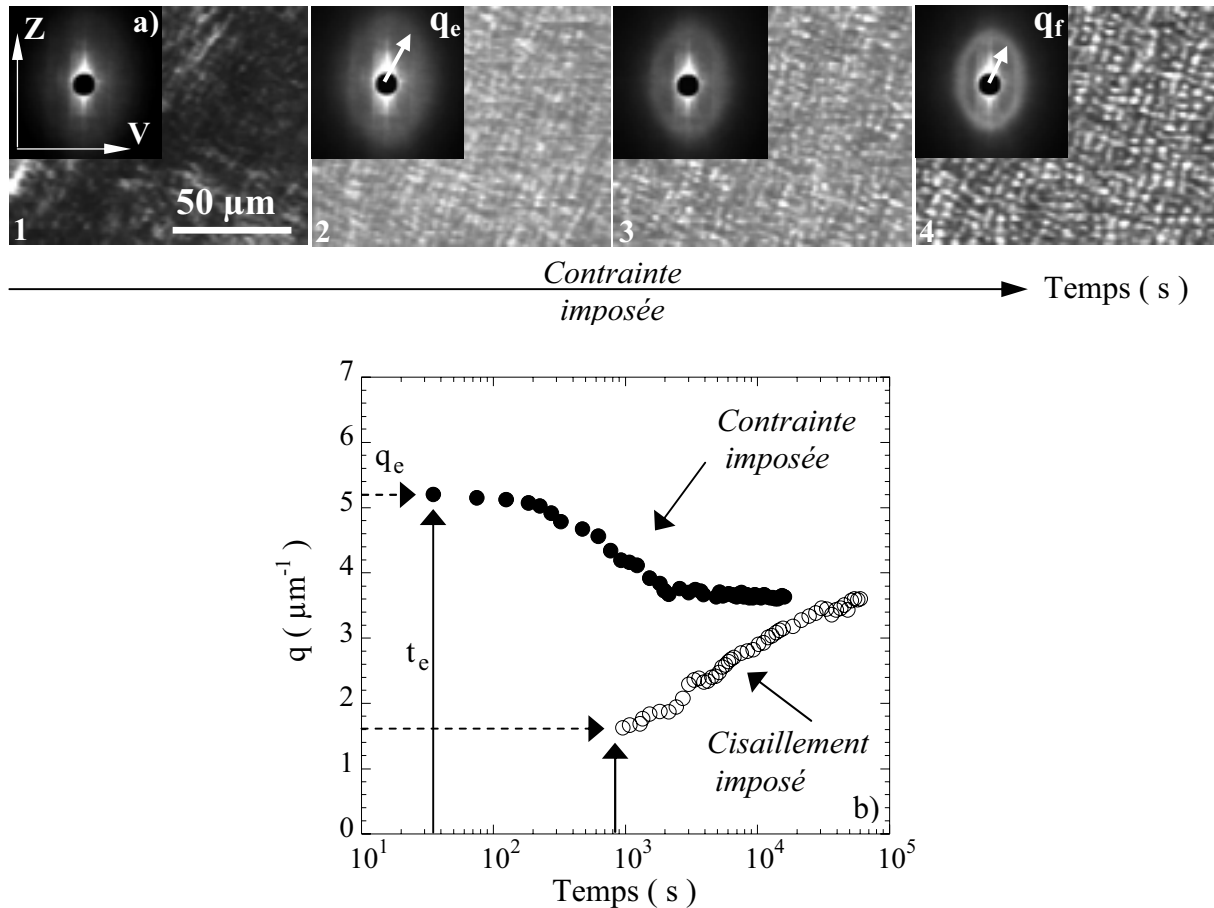 Z
a)
V
50 µm
1
q_e
2
3
q_f
4
Contrainte
imposée
Temps ( s )
7
6
5
4
3
2
1
0
q ( µm⁻¹ )
q_e
t_e
Contrainte
imposée
Cisaillement
imposé
b)
10¹ 10² 10³ 10⁴ 10⁵
Temps ( s )